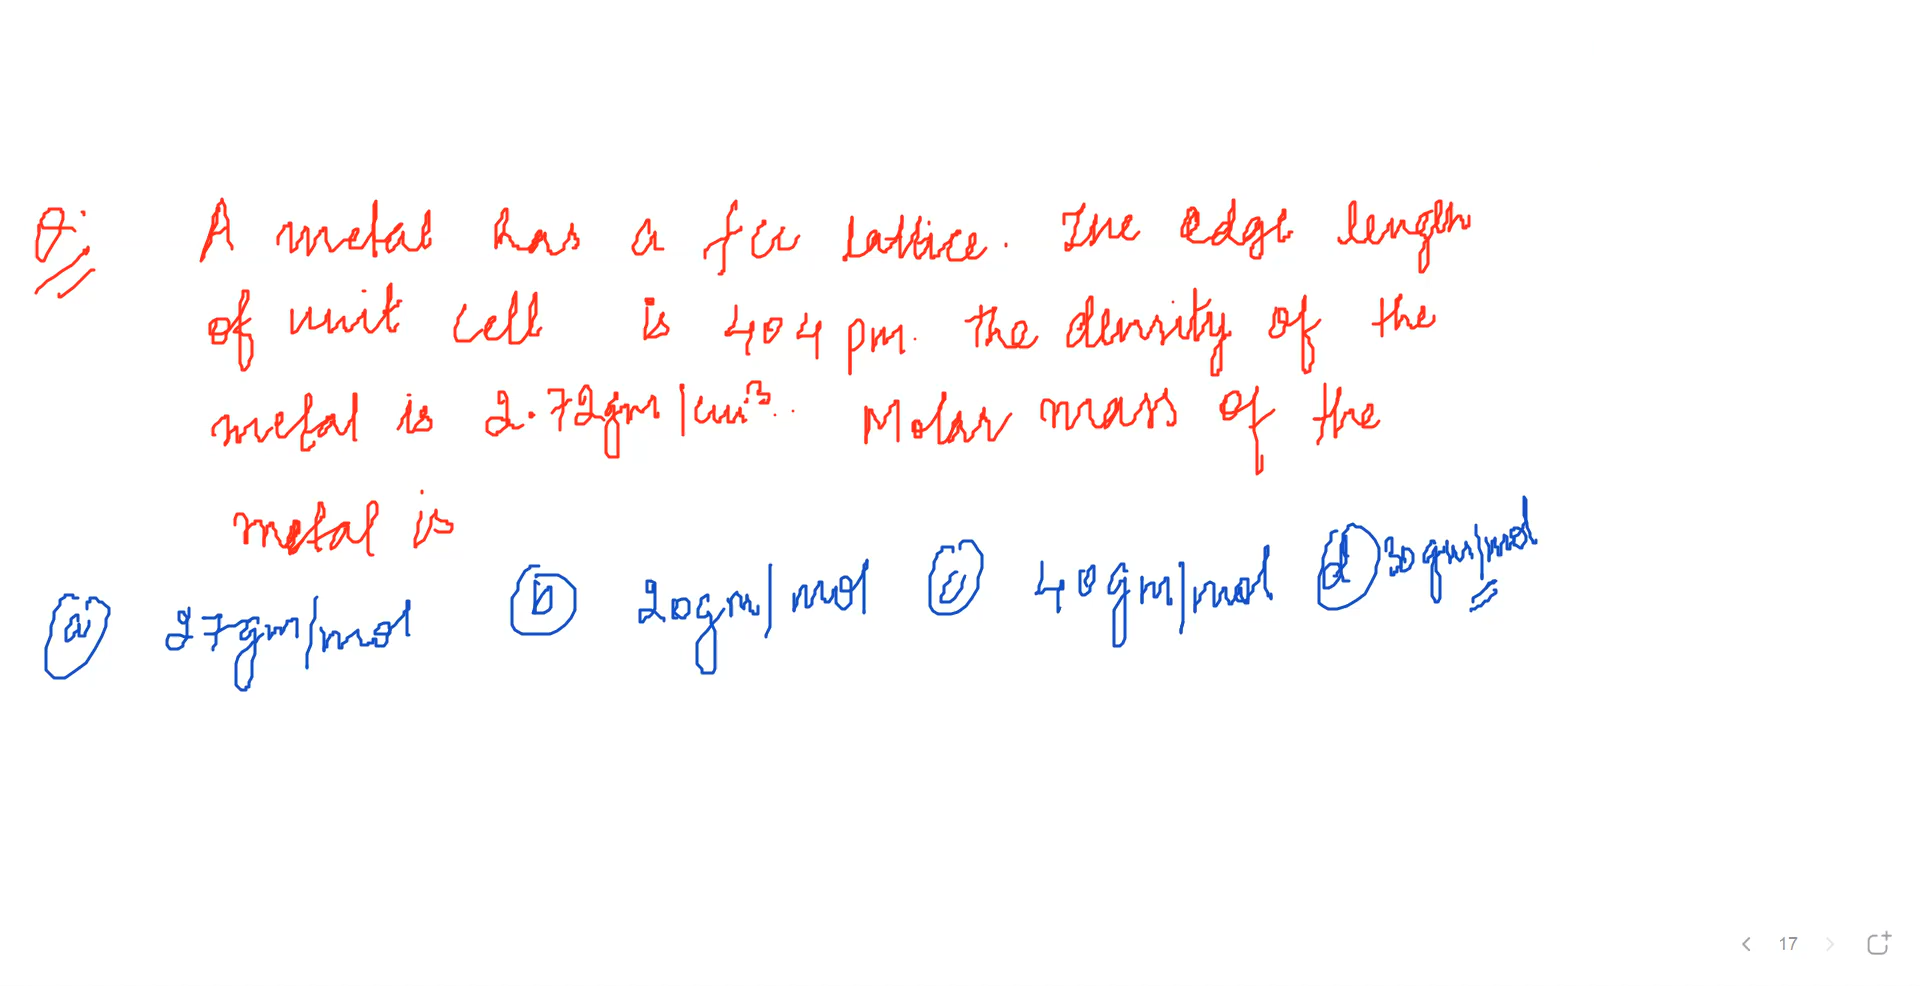 Q: A metal has a fcc lattice. The edge length
of unit cell is 404 pm. The density of the
metal is 2.72gm/cm³. Molar mass of the
metal is
(a) 27gm/mol (b) 20gm/mol (c) 40gm/mol (d) 30gm/mol
17